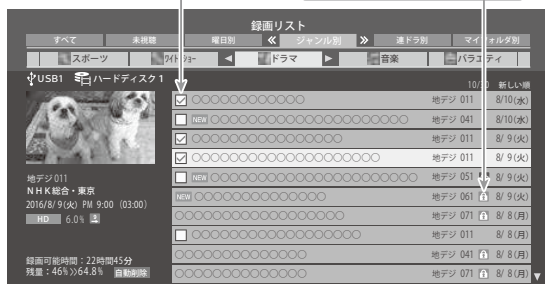 録画リスト
すべて 未視聴 曜日別 ≪ ジャンル別 ≫ 連ドラ別 マイフォルダ別
スポーツ ワイドショー ◀ ドラマ ▶ 音楽 バラエティ
USB1 ハードディスク1 10/30 新しい順
☑ ○○○○○○○○○○○○ 地デジ 011 8/10(水)
NEW ○○○○○○○○○○○○○○○○○○○○○○ 地デジ 041 8/10(水)
☑ ○○○○○○○○○○○○○○○○ 地デジ 011 8/ 9(火)
☑ ○○○○○○○○○○○○○○○○○○○○ 地デジ 011 8/ 9(火)
NEW ○○○○○○○○○○○○○○○○○○○○○○○ 地デジ 051 8/ 9(火)
NEW ○○○○○○○○○○○○ 地デジ 061 8/ 9(火)
○○○○○○○○○○○○○○○○○○ 地デジ 071 8/ 8(月)
○○○○○○○○○○○○○○○○○○ 地デジ 011 8/ 8(月)
○○○○○○○○○○○○○○ 地デジ 041 8/ 8(月)
○○○○○○○○○○○○○○ 地デジ 071 8/ 8(月)
地デジ 011
NHK総合・東京
2016/8/ 9(火) PM 9:00 (03:00)
HD 6.0%
録画可能時間：22時間45分
残量：46%≫64.8% 自動削除